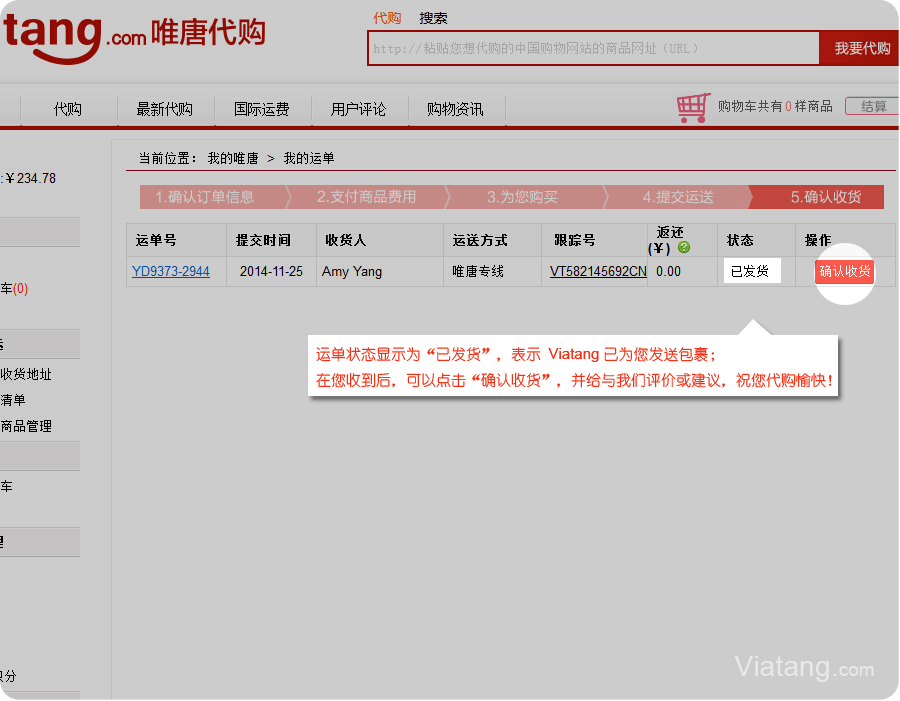 tang.com 唯唐代购
代购 搜索
http://粘贴您想代购的中国购物网站的商品网址（URL） 我要代购
代购 最新代购 国际运费 用户评论 购物资讯 购物车共有0样商品 结算
当前位置： 我的唯唐 > 我的运单
:￥234.78
1.确认订单信息 2.支付商品费用 3.为您购买 4.提交运送 5.确认收货
运单号 提交时间 收货人 运送方式 跟踪号 返还(￥) 状态 操作
YD9373-2944 2014-11-25 Amy Yang 唯唐专线 VT582145692CN 0.00 已发货 确认收货
车(0)
运单状态显示为“已发货”，表示 Viatang 已为您发送包裹；
在您收到后，可以点击“确认收货”，并给与我们评价或建议，祝您代购愉快！
收货地址
清单
商品管理
车
分
Viatang.com